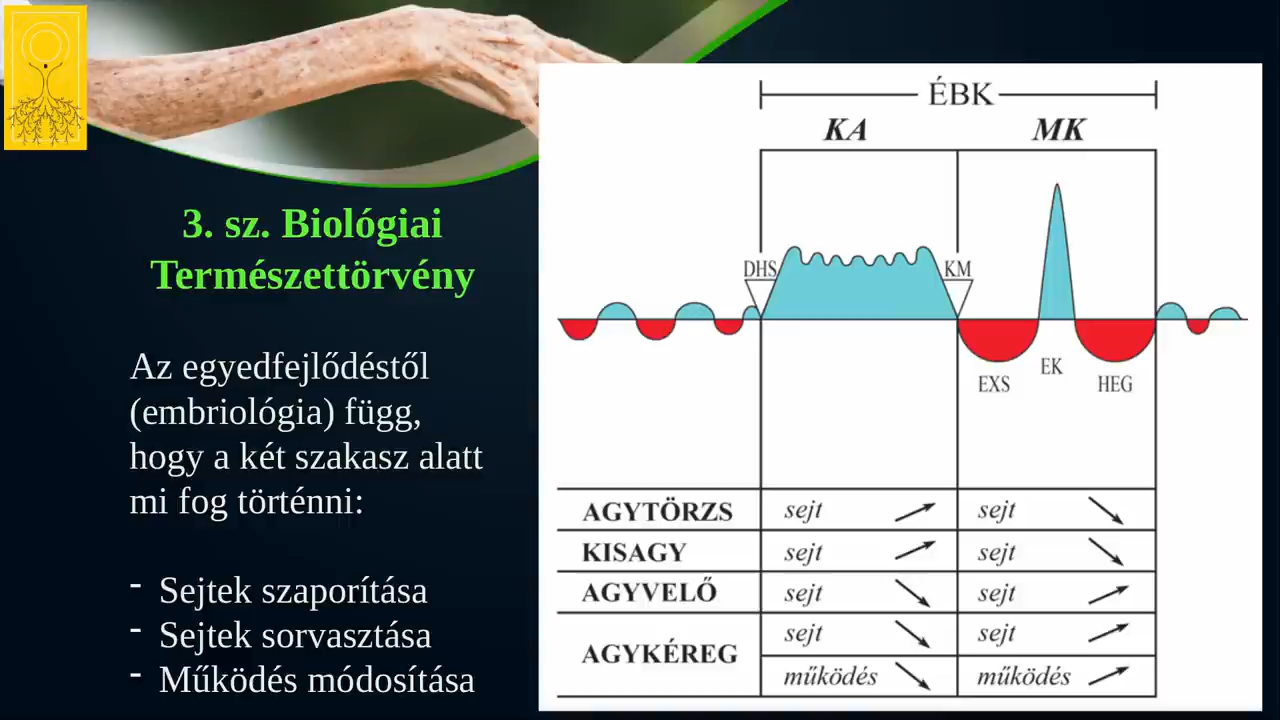 3. sz. Biológiai
Természettörvény
Az egyedfejlődéstől
(embriológia) függ,
hogy a két szakasz alatt
mi fog történni:
- Sejtek szaporítása
- Sejtek sorvasztása
- Működés módosítása
ÉBK
KA MK
DHS KM
EXS EK HEG
AGYTÖRZS sejt sejt
KISAGY sejt sejt
AGYVELŐ sejt sejt
AGYKÉREG sejt sejt
működés működés